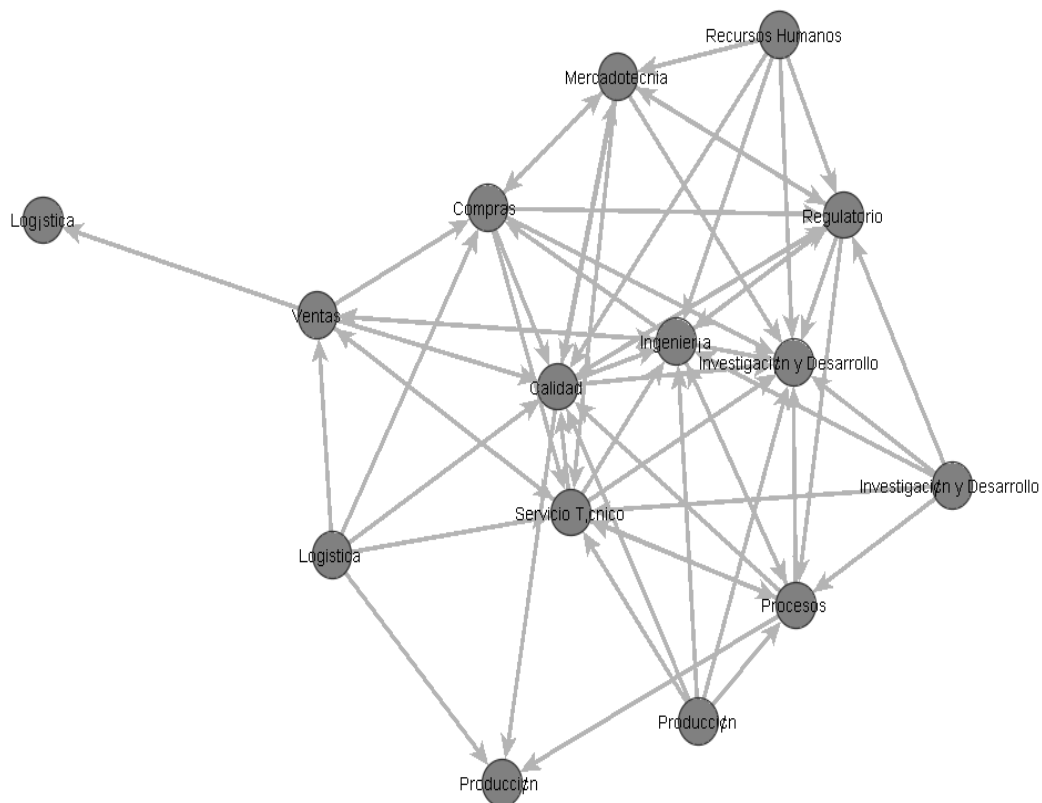 Recursos Humanos
Mercadotecnia
Compras
Regulatorio
Log¡stica
Ventas
Ingenier¡a
Investigaci¢n y Desarrollo
Calidad
Investigaci¢n y Desarrollo
Servicio T‚cnico
Logistica
Procesos
Producci¢n
Producci¢n